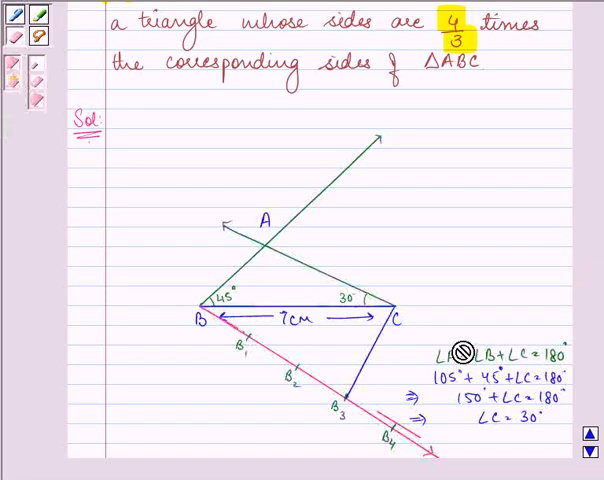 a triangle whose sides are 4/3 times
the corresponding sides of ΔABC
Sol:
A
45°
30°
B
7cm
C
B1
B2
B3
B4
∠B+∠C=180°
105°+45°+∠C=180°
⇒ 150°+∠C=180°
⇒ ∠C=30°